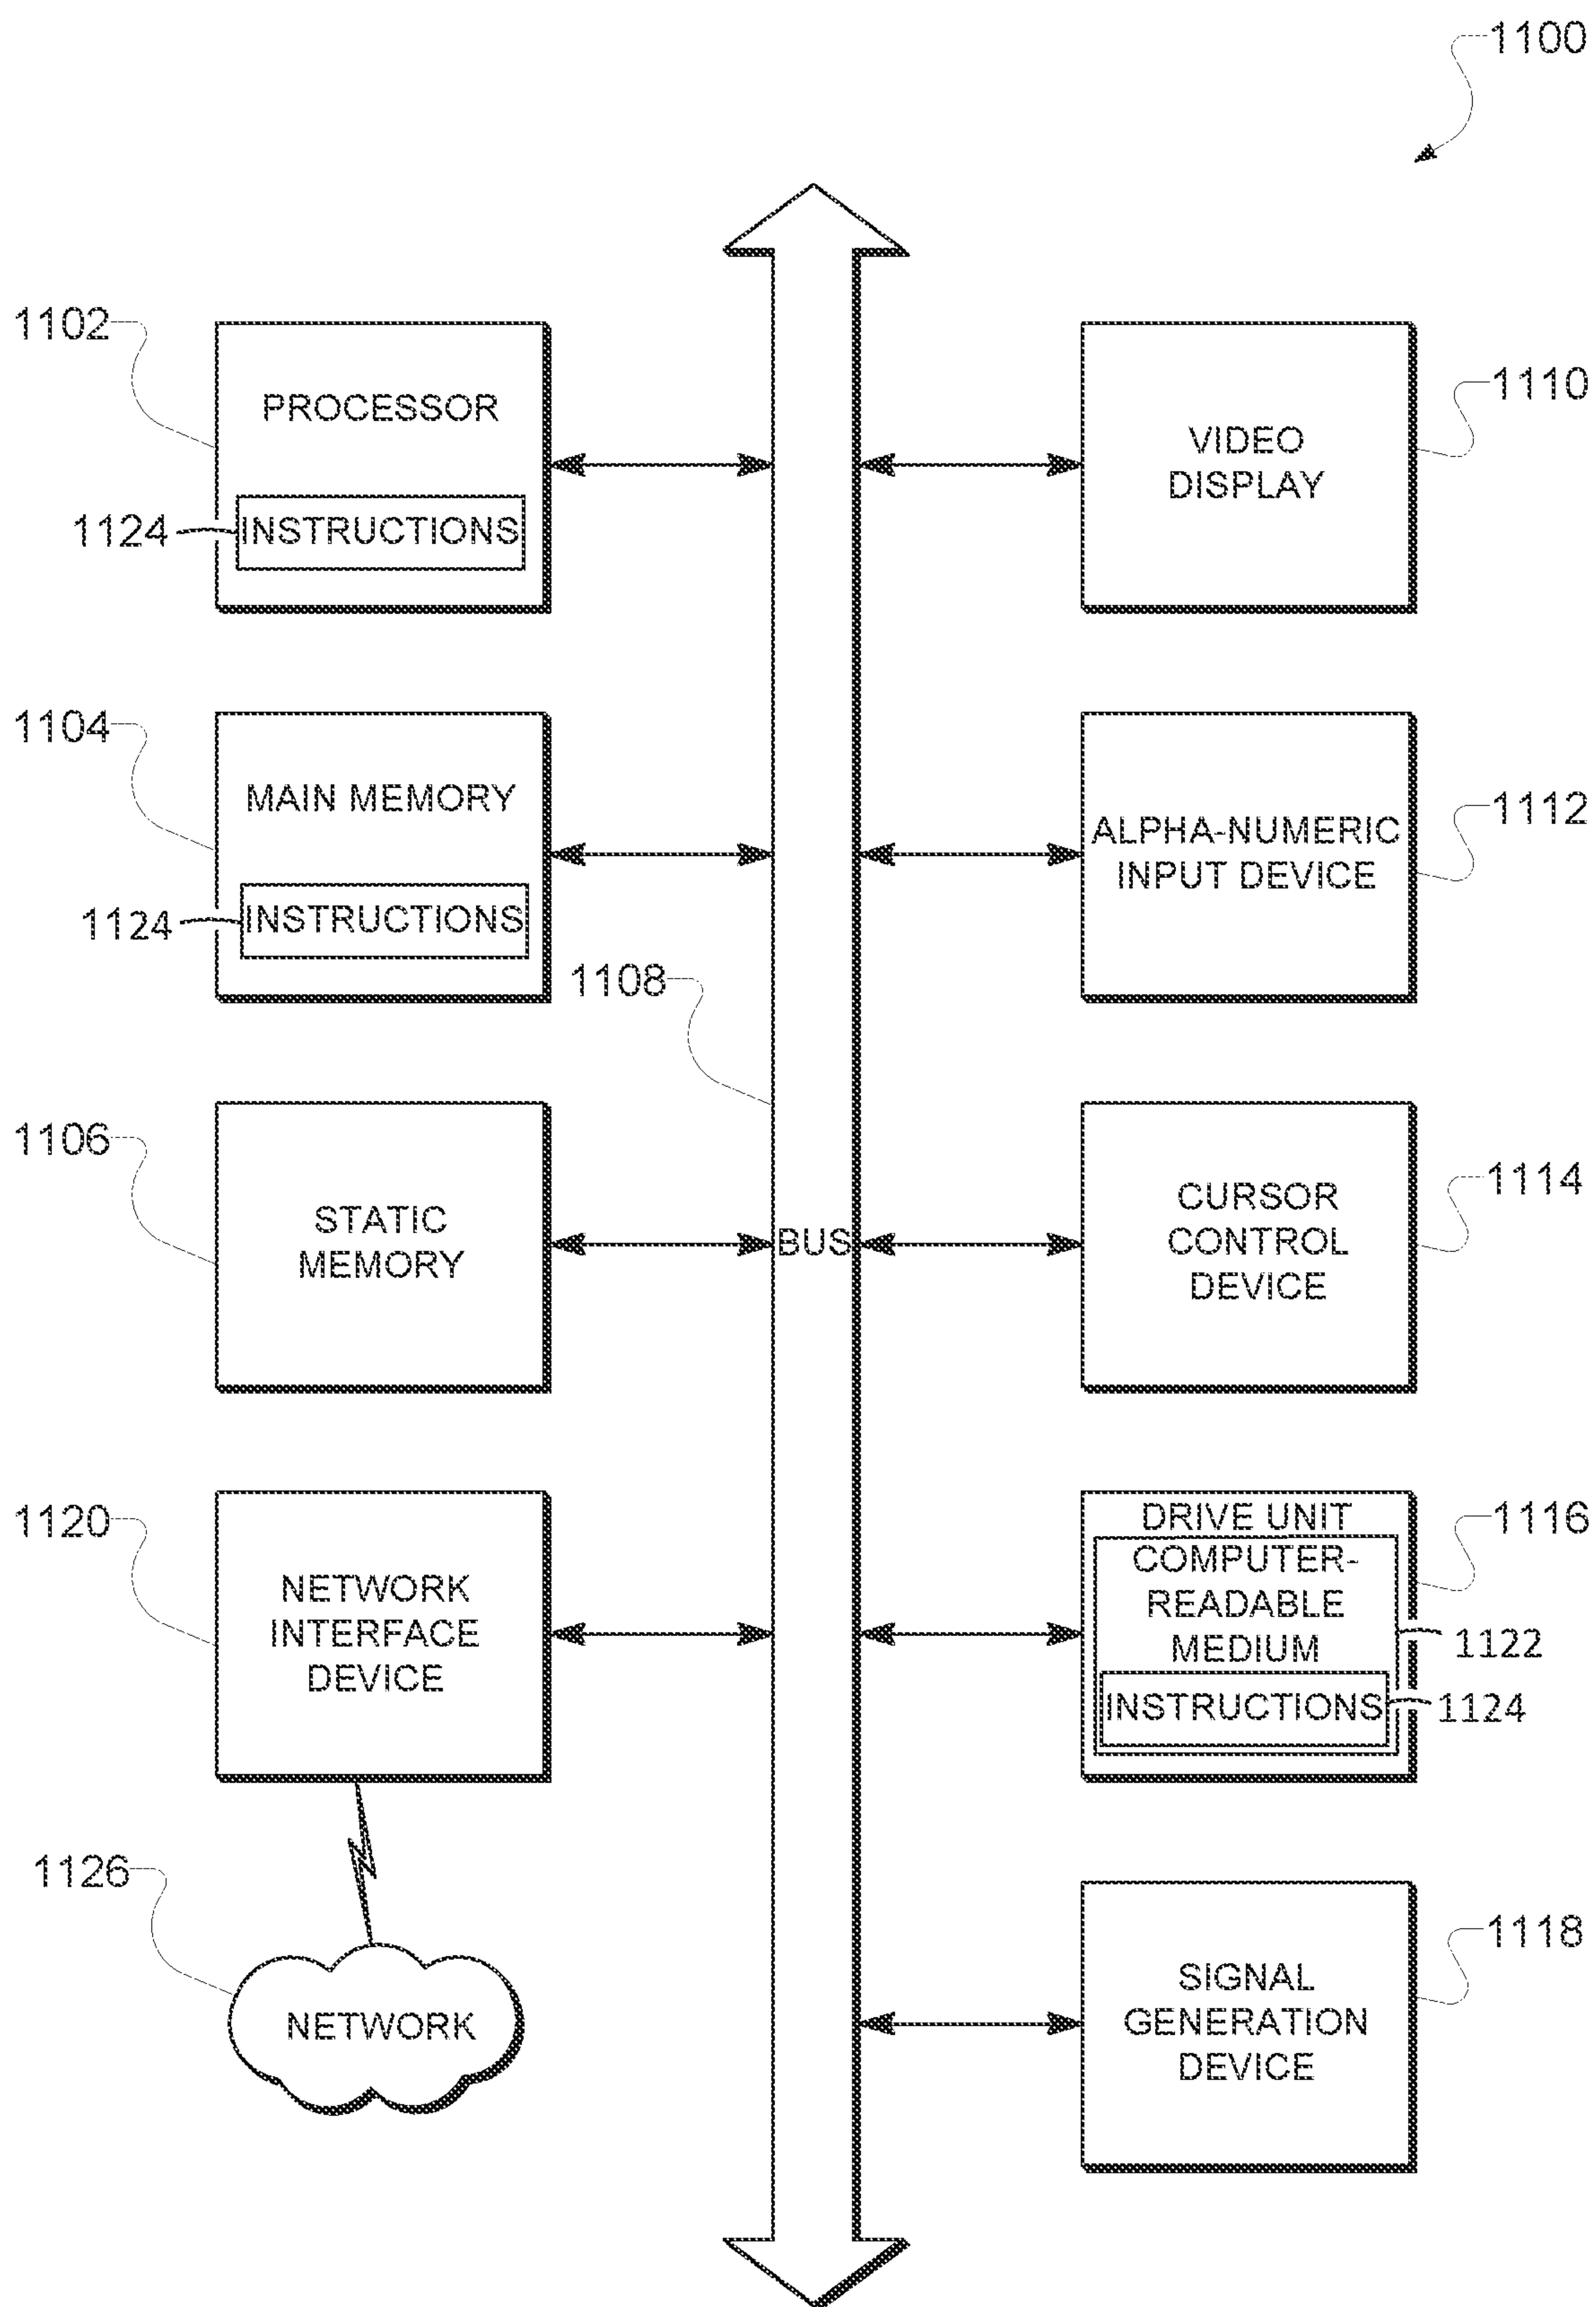 1100
1102
PROCESSOR
1124
INSTRUCTIONS
1110
VIDEO
DISPLAY
1104
MAIN MEMORY
1124
INSTRUCTIONS
1112
ALPHA-NUMERIC
INPUT DEVICE
1108
BUS
1106
STATIC
MEMORY
1114
CURSOR
CONTROL
DEVICE
1120
NETWORK
INTERFACE
DEVICE
1116
DRIVE UNIT
COMPUTER-
READABLE
MEDIUM
1122
INSTRUCTIONS
1124
1126
NETWORK
1118
SIGNAL
GENERATION
DEVICE